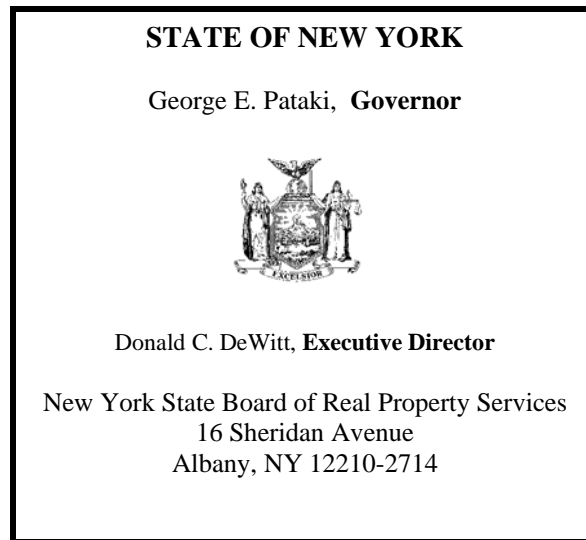 STATE OF NEW YORK
George E. Pataki, Governor
EXCELSIOR
Donald C. DeWitt, Executive Director
New York State Board of Real Property Services
16 Sheridan Avenue
Albany, NY 12210-2714